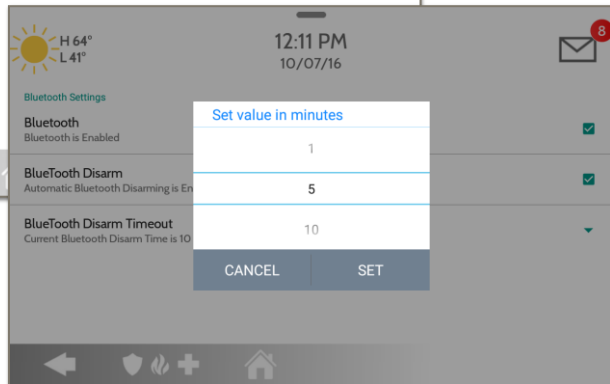 H 64°
L 41°
12:11 PM
10/07/16
8
Bluetooth Settings
Bluetooth
Bluetooth is Enabled
BlueTooth Disarm
Automatic Bluetooth Disarming is En
BlueTooth Disarm Timeout
Current Bluetooth Disarm Time is 10
Set value in minutes
1
5
10
CANCEL SET